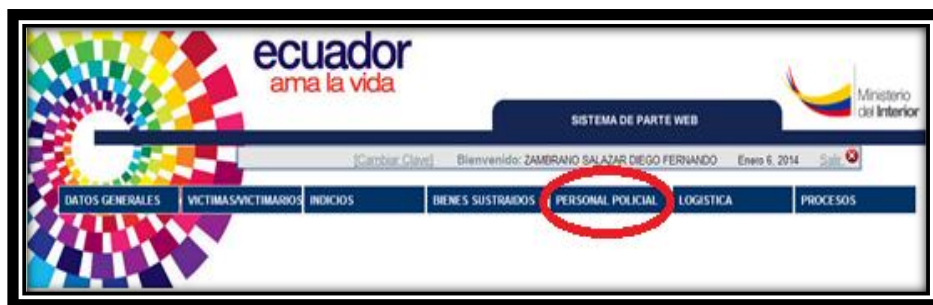 ecuador
ama la vida
Ministerio
del Interior
SISTEMA DE PARTE WEB
[Cambiar Clave] Bienvenido: ZAMBRANO SALAZAR DIEGO FERNANDO Enero 6, 2014 Salir
DATOS GENERALES VICTIMAS/VICTIMARIOS INDICIOS BIENES SUSTRAIDOS PERSONAL POLICIAL LOGISTICA PROCESOS